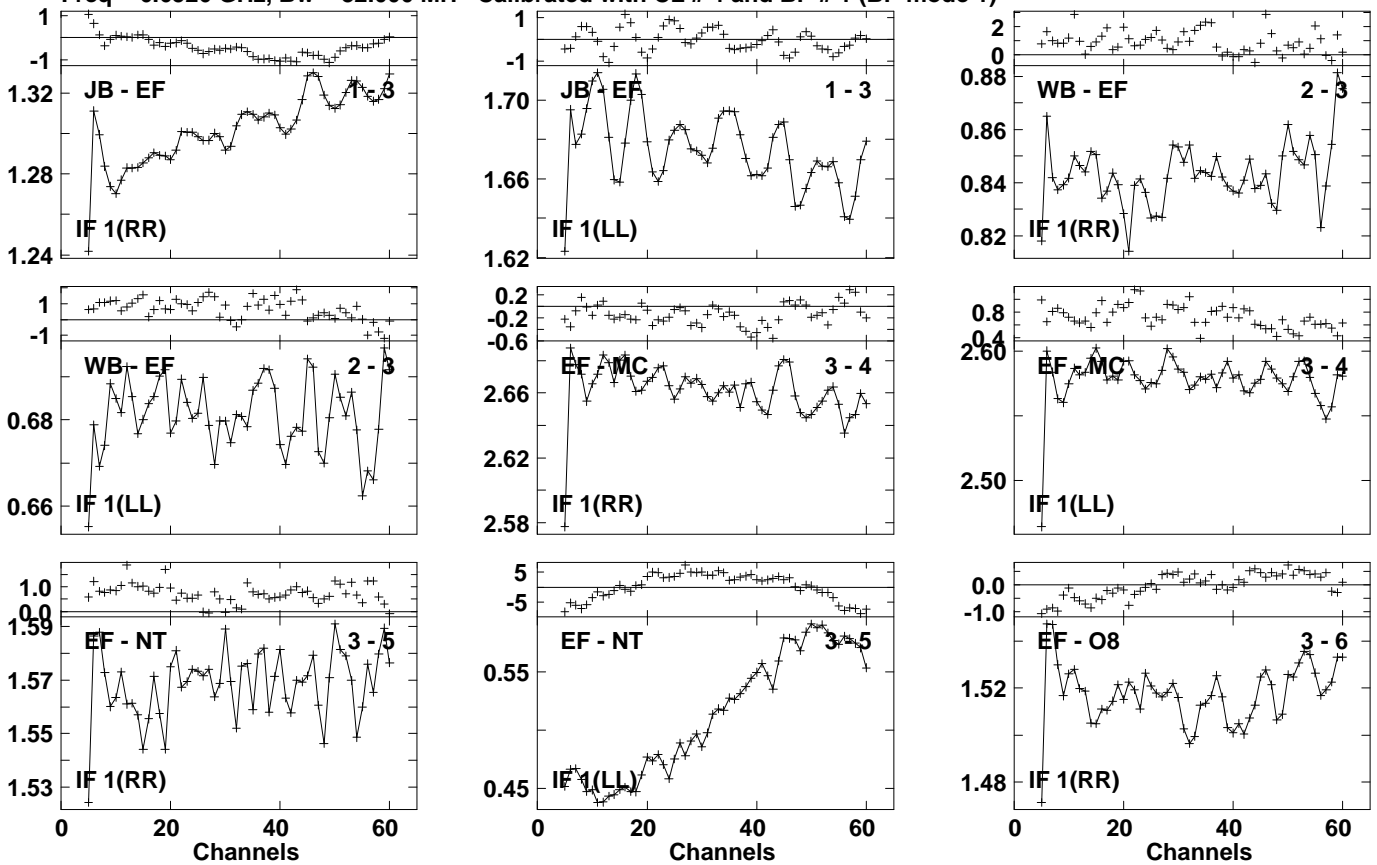 Freq GHz, Calibrated with and
1
-1
1.32
1.28
1.24
JB - EF
1 - 3
IF 1(RR)
1
-1
1.70
1.66
1.62
JB - EF
1 - 3
IF 1(LL)
2
0
0.88
0.86
0.84
0.82
WB - EF
2 - 3
IF 1(RR)
1
-1
0.68
0.66
WB - EF
2 - 3
IF 1(LL)
0.2
-0.2
-0.6
2.66
2.62
2.58
EF - MC
3 - 4
IF 1(RR)
0.8
0.4
2.60
2.50
EF - MC
3 - 4
IF 1(LL)
1.0
0.0
1.59
1.57
1.55
1.53
EF - NT
3 - 5
IF 1(RR)
0 20 40 60
Channels
5
-5
0.55
0.45
EF - NT
3 - 5
IF 1(LL)
0 20 40 60
Channels
0.0
-1.0
1.52
1.48
EF - O8
3 - 6
IF 1(RR)
0 20 40 60
Channels